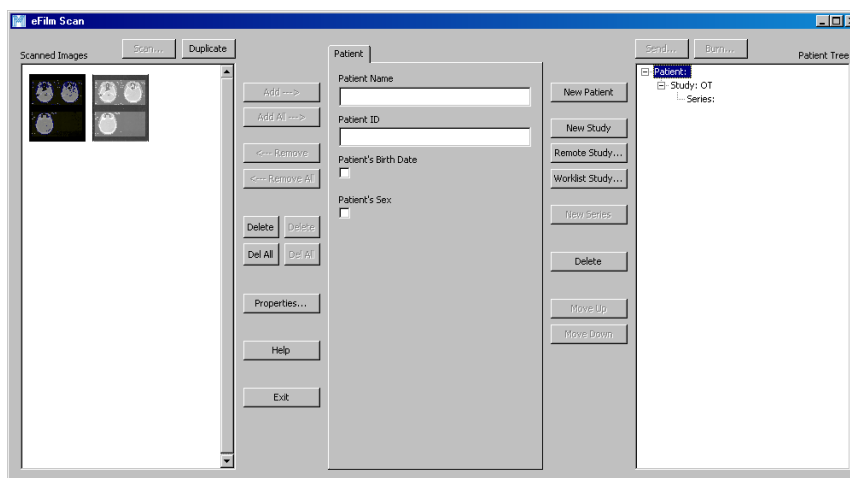 eFilm Scan
Scanned Images
Scan...
Duplicate
Patient
Send...
Burn...
Patient Tree
Patient Name
Patient ID
Patient's Birth Date
Patient's Sex
Add --->
Add All --->
<--- Remove
<--- Remove All
Delete
Delete
Del All
Del All
Properties...
Help
Exit
New Patient
New Study
Remote Study...
Worklist Study...
New Series
Delete
Move Up
Move Down
Patient:
Study: OT
Series: